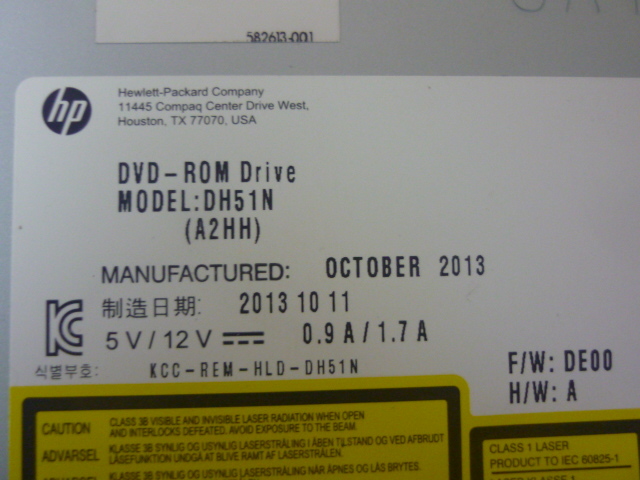 582613-001
hp
Hewlett-Packard Company
11445 Compaq Center Drive West,
Houston, TX 77070, USA
DVD-ROM Drive
MODEL:DH51N
(A2HH)
MANUFACTURED: OCTOBER 2013
制造日期: 2013 10 11
5 V / 12 V 0.9 A / 1.7 A
식별부호: KCC-REM-HLD-DH51N
F/W: DE00
H/W: A
CAUTION CLASS 3B VISIBLE AND INVISIBLE LASER RADIATION WHEN OPEN
AND INTERLOCKS DEFEATED. AVOID EXPOSURE TO THE BEAM.
ADVARSEL KLASSE 3B SYNLIG OG USYNLIG LASERSTRÅLING I ÅBEN TILSTAND OG VED AFBRUDT
LÅSEFUNKTION UNDGÅ AT BLIVE RAMT AF LASERSTRÅLEN.
ADVARSEL KLASSE 3B SYNLIG OG USYNLIG LASERSTRÅLING NÅR ÅPNES OG LÅS BRYTES.
CLASS 1 LASER
PRODUCT TO IEC 60825-1